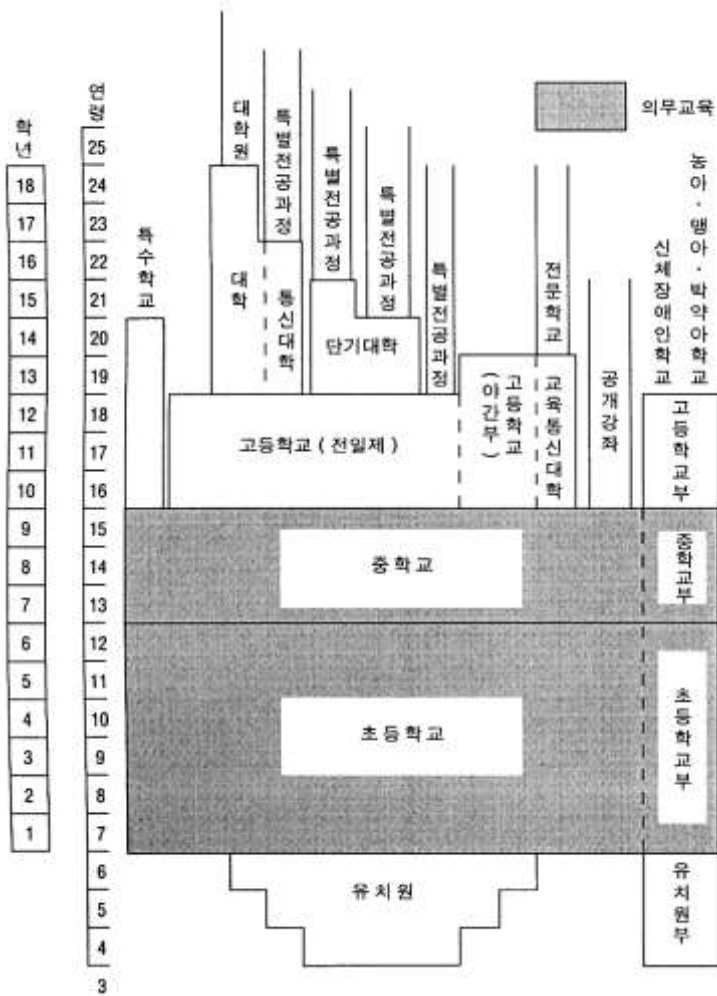 의무교육
학년
18
17
16
15
14
13
12
11
10
9
8
7
6
5
4
3
2
1
연령
25
24
23
22
21
20
19
18
17
16
15
14
13
12
11
10
9
8
7
6
5
4
3
특수학교
대학원
대학
특별전공과정
통신대학
특별전공과정
특별전공과정
단기대학
특별전공과정
고등학교 ( 전일제 )
고등학교
(야간부)
전문학교
교육통신대학
공개강좌
신체장애인학교
농아·맹아·박약아학교
고등학교부
중학교
중학교부
초등학교
초등학교부
유치원
유치원부